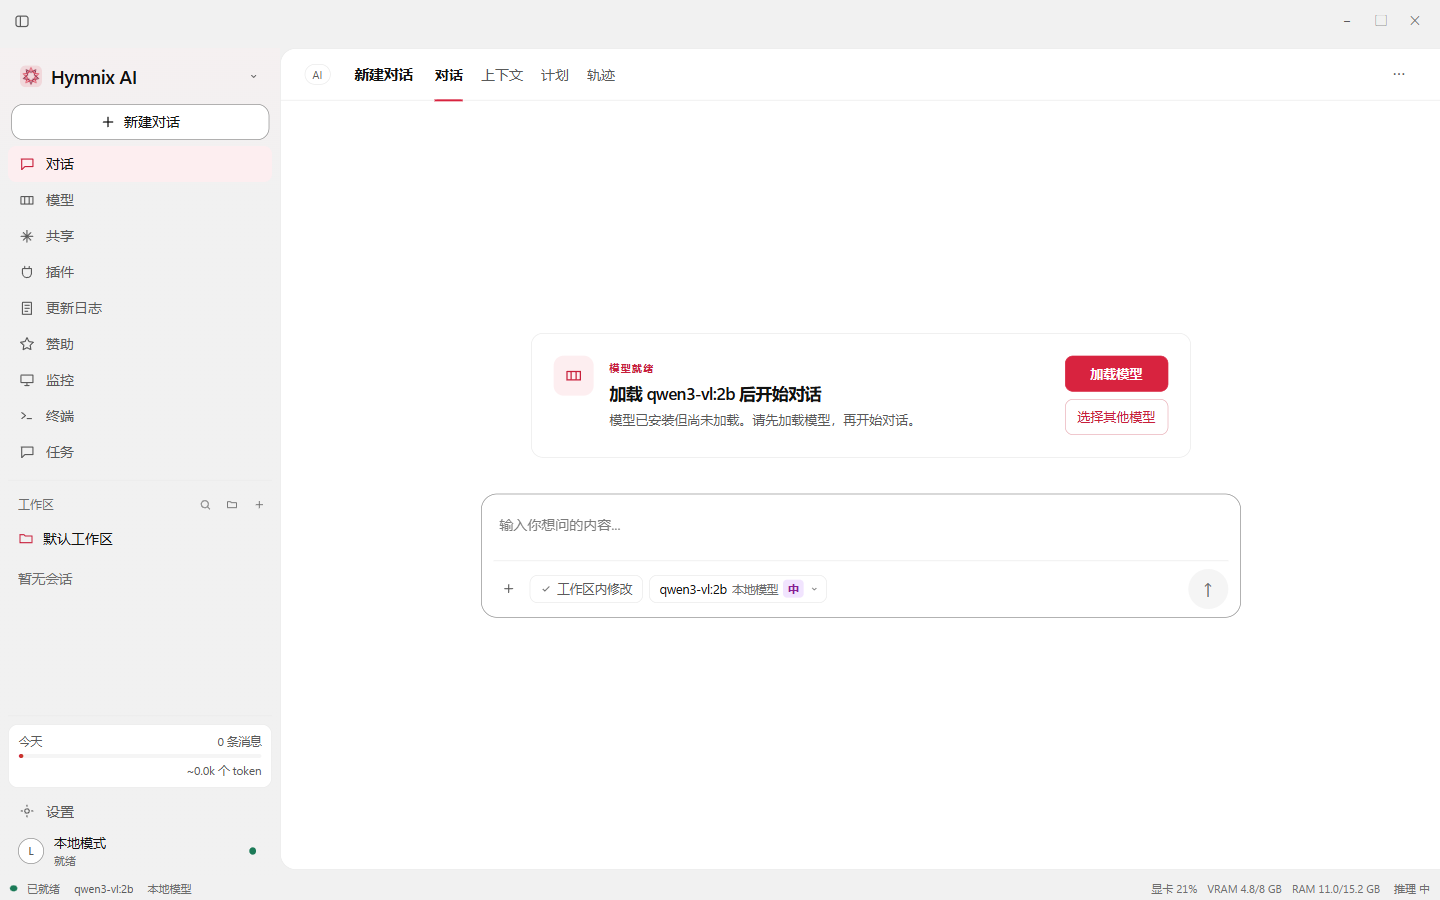 Hymnix AI
新建对话
对话
模型
共享
插件
更新日志
赞助
监控
终端
任务
工作区
默认工作区
暂无会话
今天 0 条消息
~0.0k 个 token
设置
L 本地模式
就绪
AI 新建对话 对话 上下文 计划 轨迹
模型就绪
加载 qwen3-vl:2b 后开始对话
模型已安装但尚未加载。请先加载模型，再开始对话。
加载模型
选择其他模型
输入你想问的内容...
工作区内修改 qwen3-vl:2b 本地模型 中
已就绪 qwen3-vl:2b 本地模型 显卡 21% VRAM 4.8/8 GB RAM 11.0/15.2 GB 推理 中